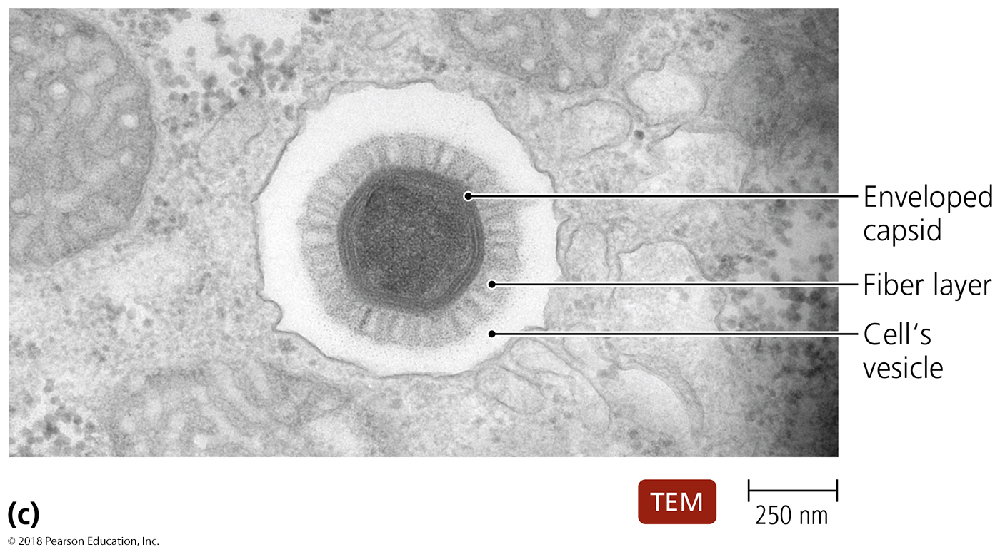 Enveloped
capsid
Fiber layer
Cell‘s
vesicle
TEM
250 nm
(c)
© 2018 Pearson Education, Inc.